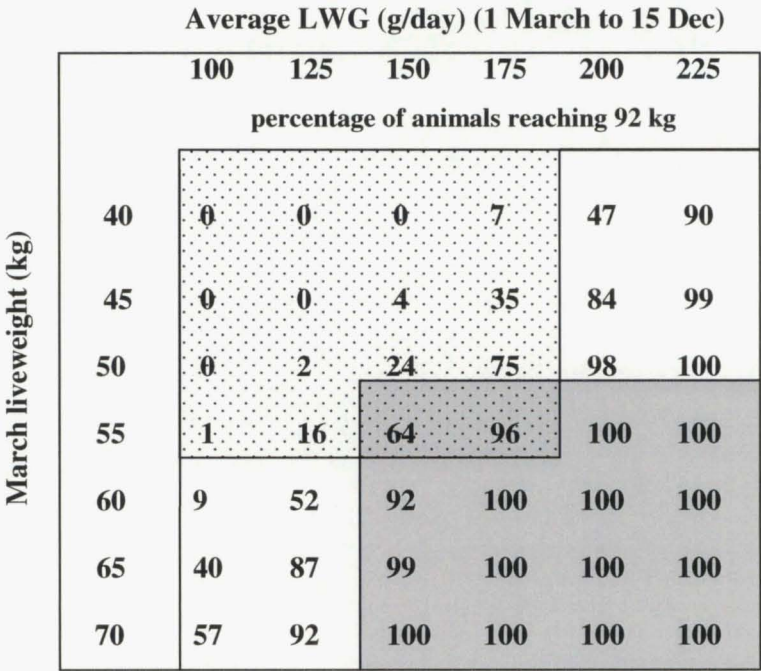 Average LWG (g/day) (1 March to 15 Dec)
100 125 150 175 200 225
percentage of animals reaching 92 kg
March liveweight (kg)
40 0 0 0 7 47 90
45 0 0 4 35 84 99
50 0 2 24 75 98 100
55 1 16 64 96 100 100
60 9 52 92 100 100 100
65 40 87 99 100 100 100
70 57 92 100 100 100 100